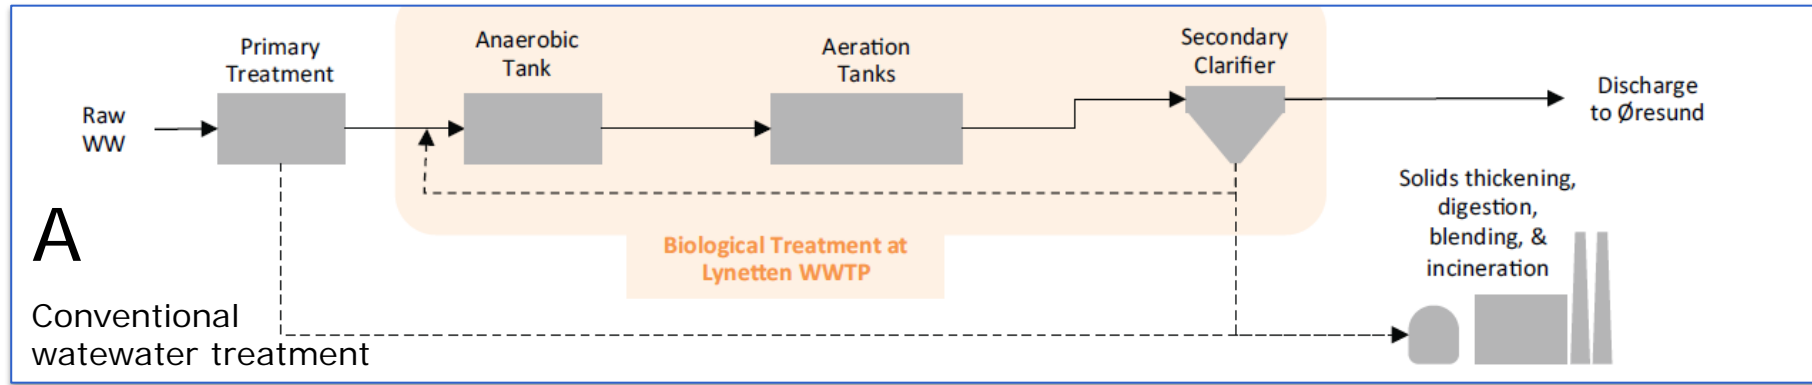 Primary
Treatment
Anaerobic
Tank
Aeration
Tanks
Secondary
Clarifier
Raw
WW
Discharge
to Øresund
Solids thickening,
digestion,
blending, &
incineration
Biological Treatment at
Lynetten WWTP
A
Conventional
watewater treatment